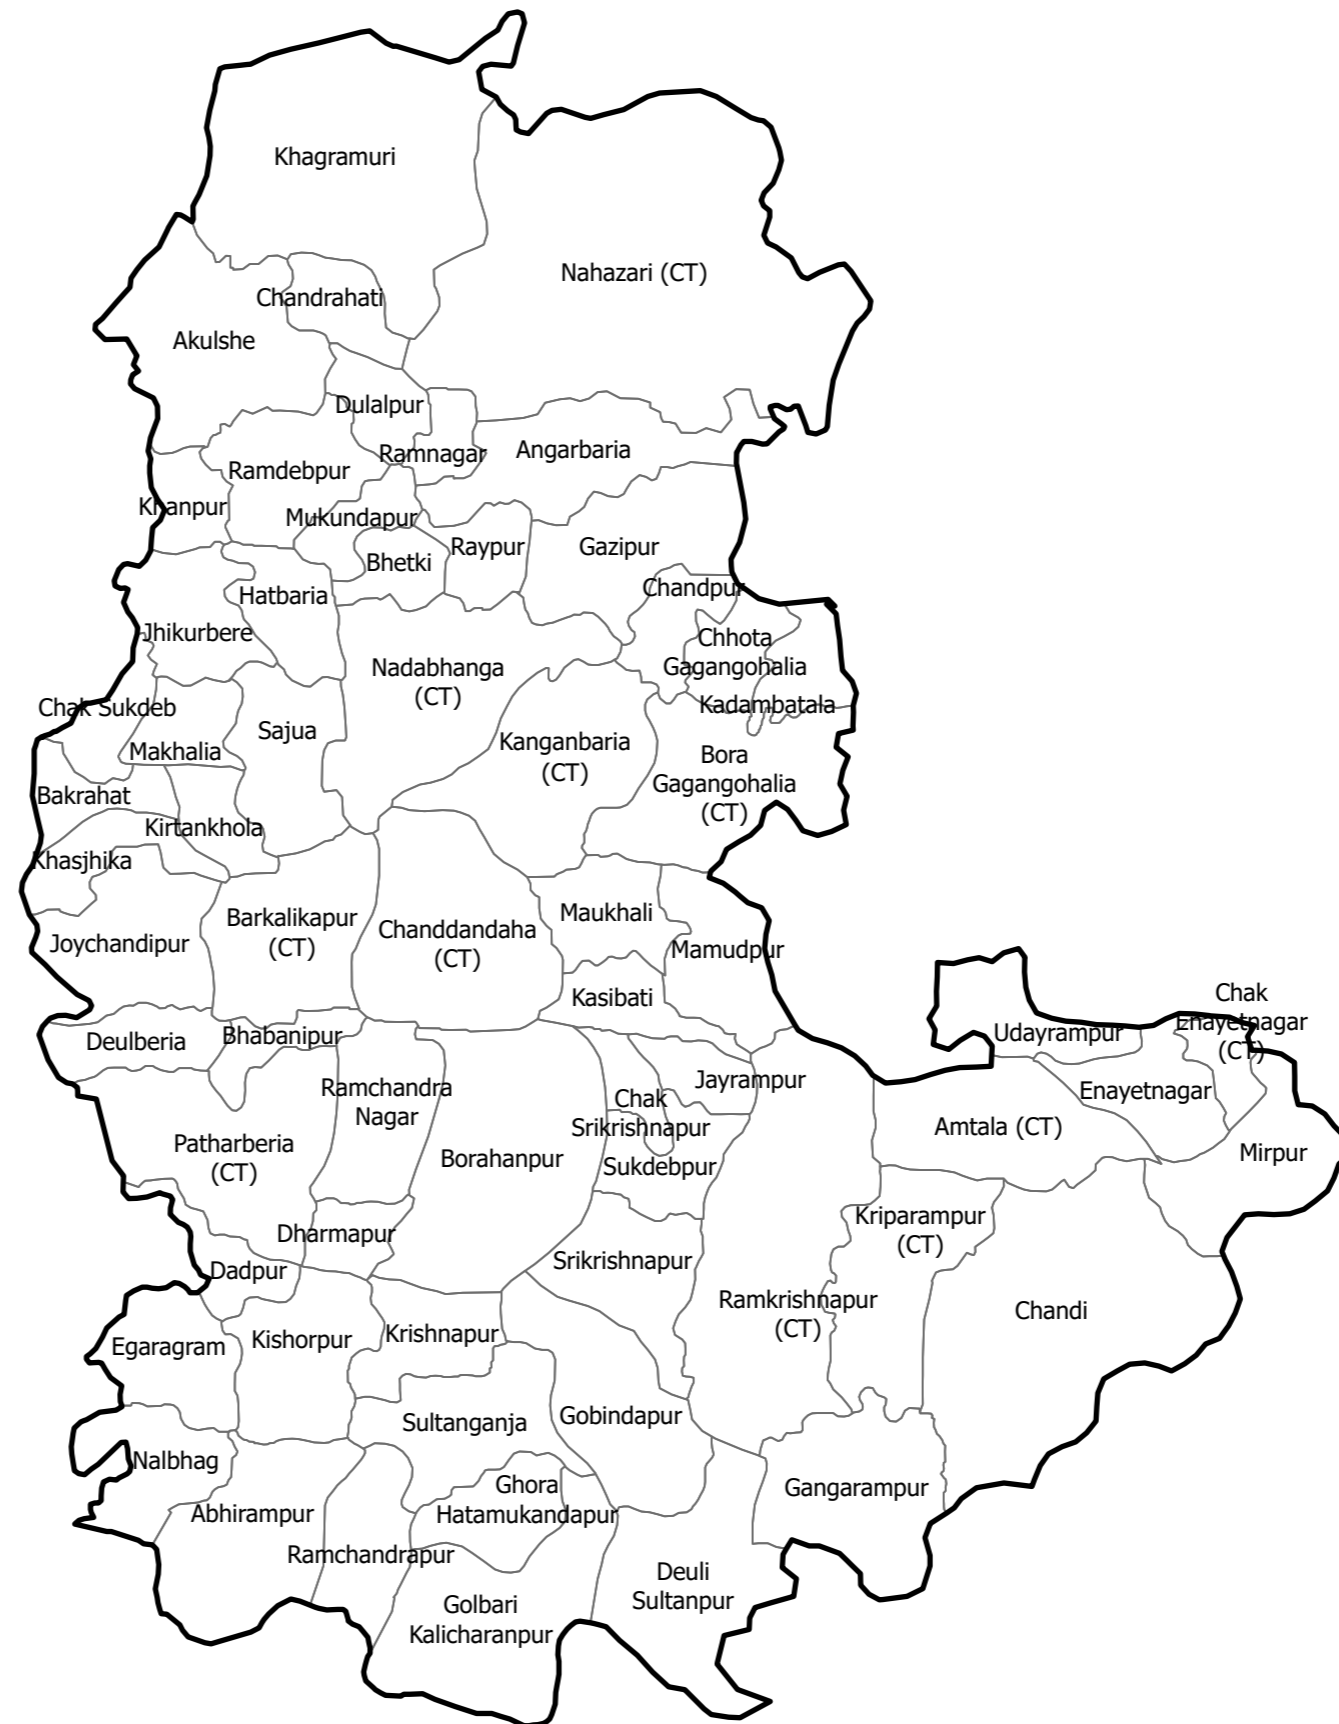 Khagramuri
Nahazari (CT)
Chandrahati
Akulshe
Dulalpur
Ramnagar
Angarbaria
Ramdebpur
Khanpur
Mukundapur
Raypur
Gazipur
Bhetki
Chandpur
Hatbaria
Jhikurbere
Chhota
Gagangohalia
Nadabhanga
(CT)
Kadambatala
Chak Sukdeb
Sajua
Makhalia
Kanganbaria
(CT)
Bora
Gagangohalia
(CT)
Bakrahat
Kirtankhola
Khasjhika
Maukhali
Barkalikapur
(CT)
Chanddandaha
(CT)
Joychandipur
Mamudpur
Kasibati
Chak
Enayetnagar
(CT)
Udayrampur
Bhabanipur
Deulberia
Jayrampur
Ramchandra
Nagar
Enayetnagar
Chak
Srikrishnapur
Amtala (CT)
Patharberia
(CT)
Borahanpur
Sukdebpur
Mirpur
Kriparampur
(CT)
Dharmapur
Srikrishnapur
Dadpur
Ramkrishnapur
(CT)
Chandi
Egaragram
Kishorpur
Krishnapur
Sultanganja
Gobindapur
Nalbhag
Ghora
Hatamukandapur
Gangarampur
Abhirampur
Ramchandrapur
Deuli
Sultanpur
Golbari
Kalicharanpur